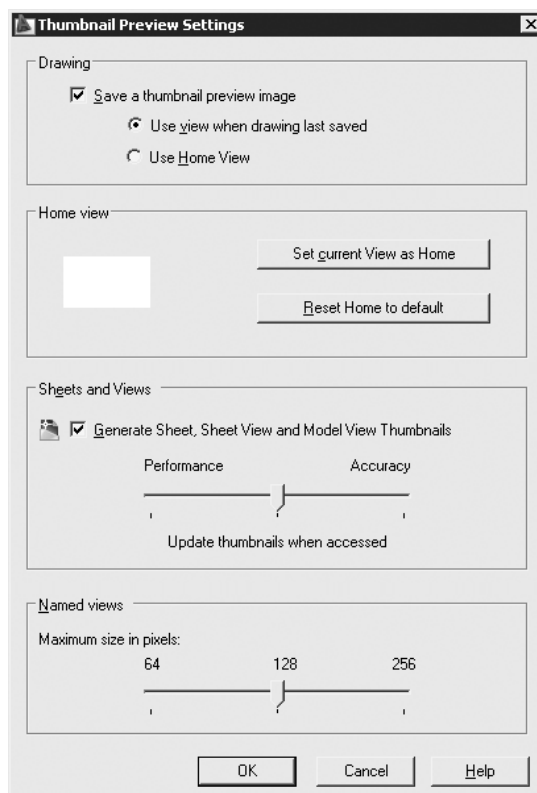 Thumbnail Preview Settings
Drawing
Save a thumbnail preview image
Use view when drawing last saved
Use Home View
Home view
Set current View as Home
Reset Home to default
Sheets and Views
Generate Sheet, Sheet View and Model View Thumbnails
Performance Accuracy
Update thumbnails when accessed
Named views
Maximum size in pixels:
64 128 256
OK Cancel Help